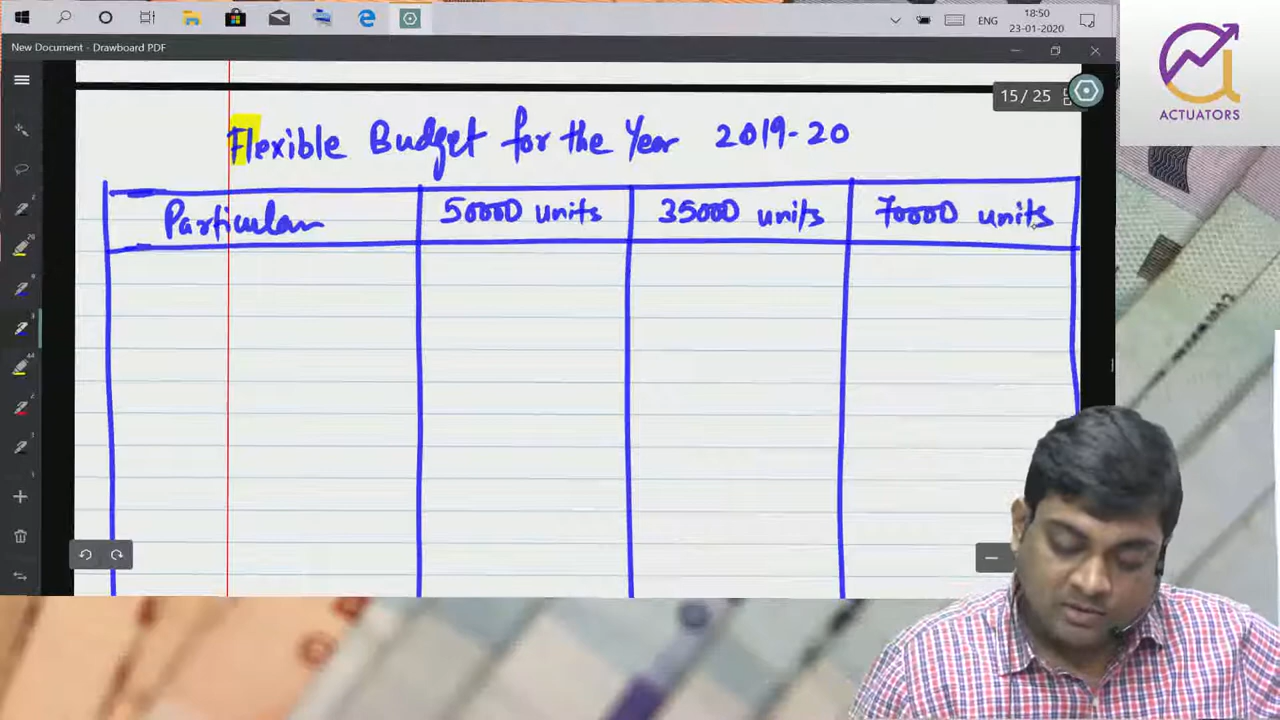 18:50
ENG
23-01-2020
New Document - Drawboard PDF
ACTUATORS
15 / 25
Flexible Budget for the Year 2019-20
Particulars 50000 units 35000 units 70000 units